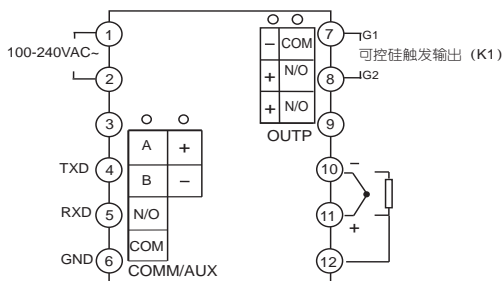 1
100-240VAC~
2
3
A +
TXD 4
B −
RXD 5
N/O
COM
GND 6
COMM/AUX
− COM
7 G1
可控硅触发输出 (K1)
+ N/O
8 G2
+ N/O
9
OUTP
10 −
11 +
12